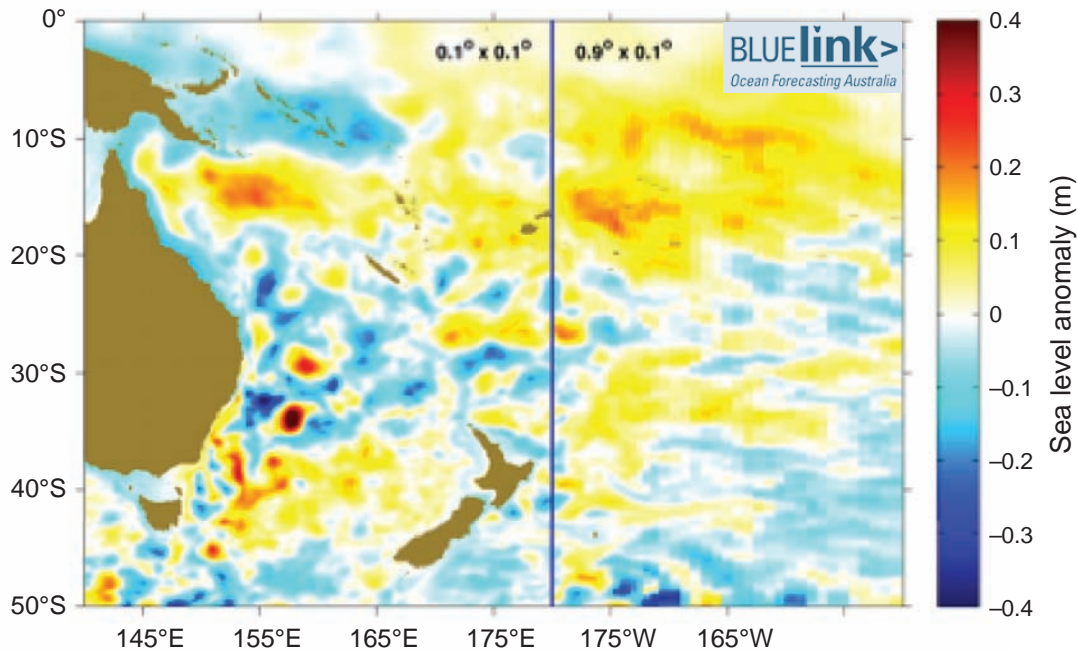 0°
10°S
20°S
30°S
40°S
50°S
145°E 155°E 165°E 175°E 175°W 165°W
0.1° x 0.1° 0.9° x 0.1°
BLUElink>
Ocean Forecasting Australia
0.4
0.3
0.2
0.1
0
–0.1
–0.2
–0.3
–0.4
Sea level anomaly (m)